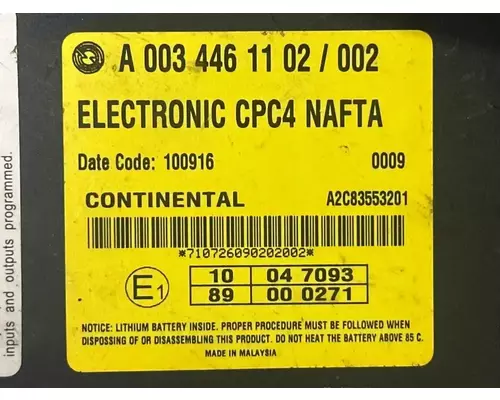 A 003 446 11 02 / 002
ELECTRONIC CPC4 NAFTA
Date Code: 100916 0009
CONTINENTAL A2C83553201
*710726090202002*
E1 10 04 7093
89 00 0271
NOTICE: LITHIUM BATTERY INSIDE. PROPER PROCEDURE MUST BE FOLLOWED WHEN
DISPOSING OF OR DISASSEMBLING THIS PRODUCT. DO NOT HEAT THE BATTERY ABOVE 85 C.
MADE IN MALAYSIA
inputs and outputs programmed.